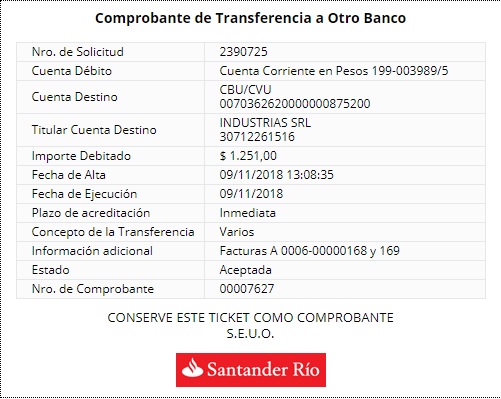 Comprobante de Transferencia a Otro Banco
Nro. de Solicitud 2390725
Cuenta Débito Cuenta Corriente en Pesos 199-003989/5
Cuenta Destino CBU/CVU
0070362620000000875200
Titular Cuenta Destino INDUSTRIAS SRL
30712261516
Importe Debitado $ 1.251,00
Fecha de Alta 09/11/2018 13:08:35
Fecha de Ejecución 09/11/2018
Plazo de acreditación Inmediata
Concepto de la Transferencia Varios
Información adicional Facturas A 0006-00000168 y 169
Estado Aceptada
Nro. de Comprobante 00007627
CONSERVE ESTE TICKET COMO COMPROBANTE
S.E.U.O.
Santander Río